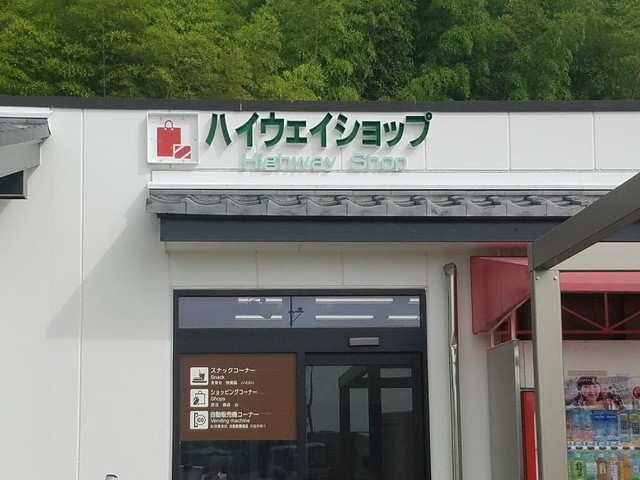 ハイウェイショップ
Highway Shop
スナックコーナー
Snack
ショッピングコーナー
Shops
自動販売機コーナー
Vending machine